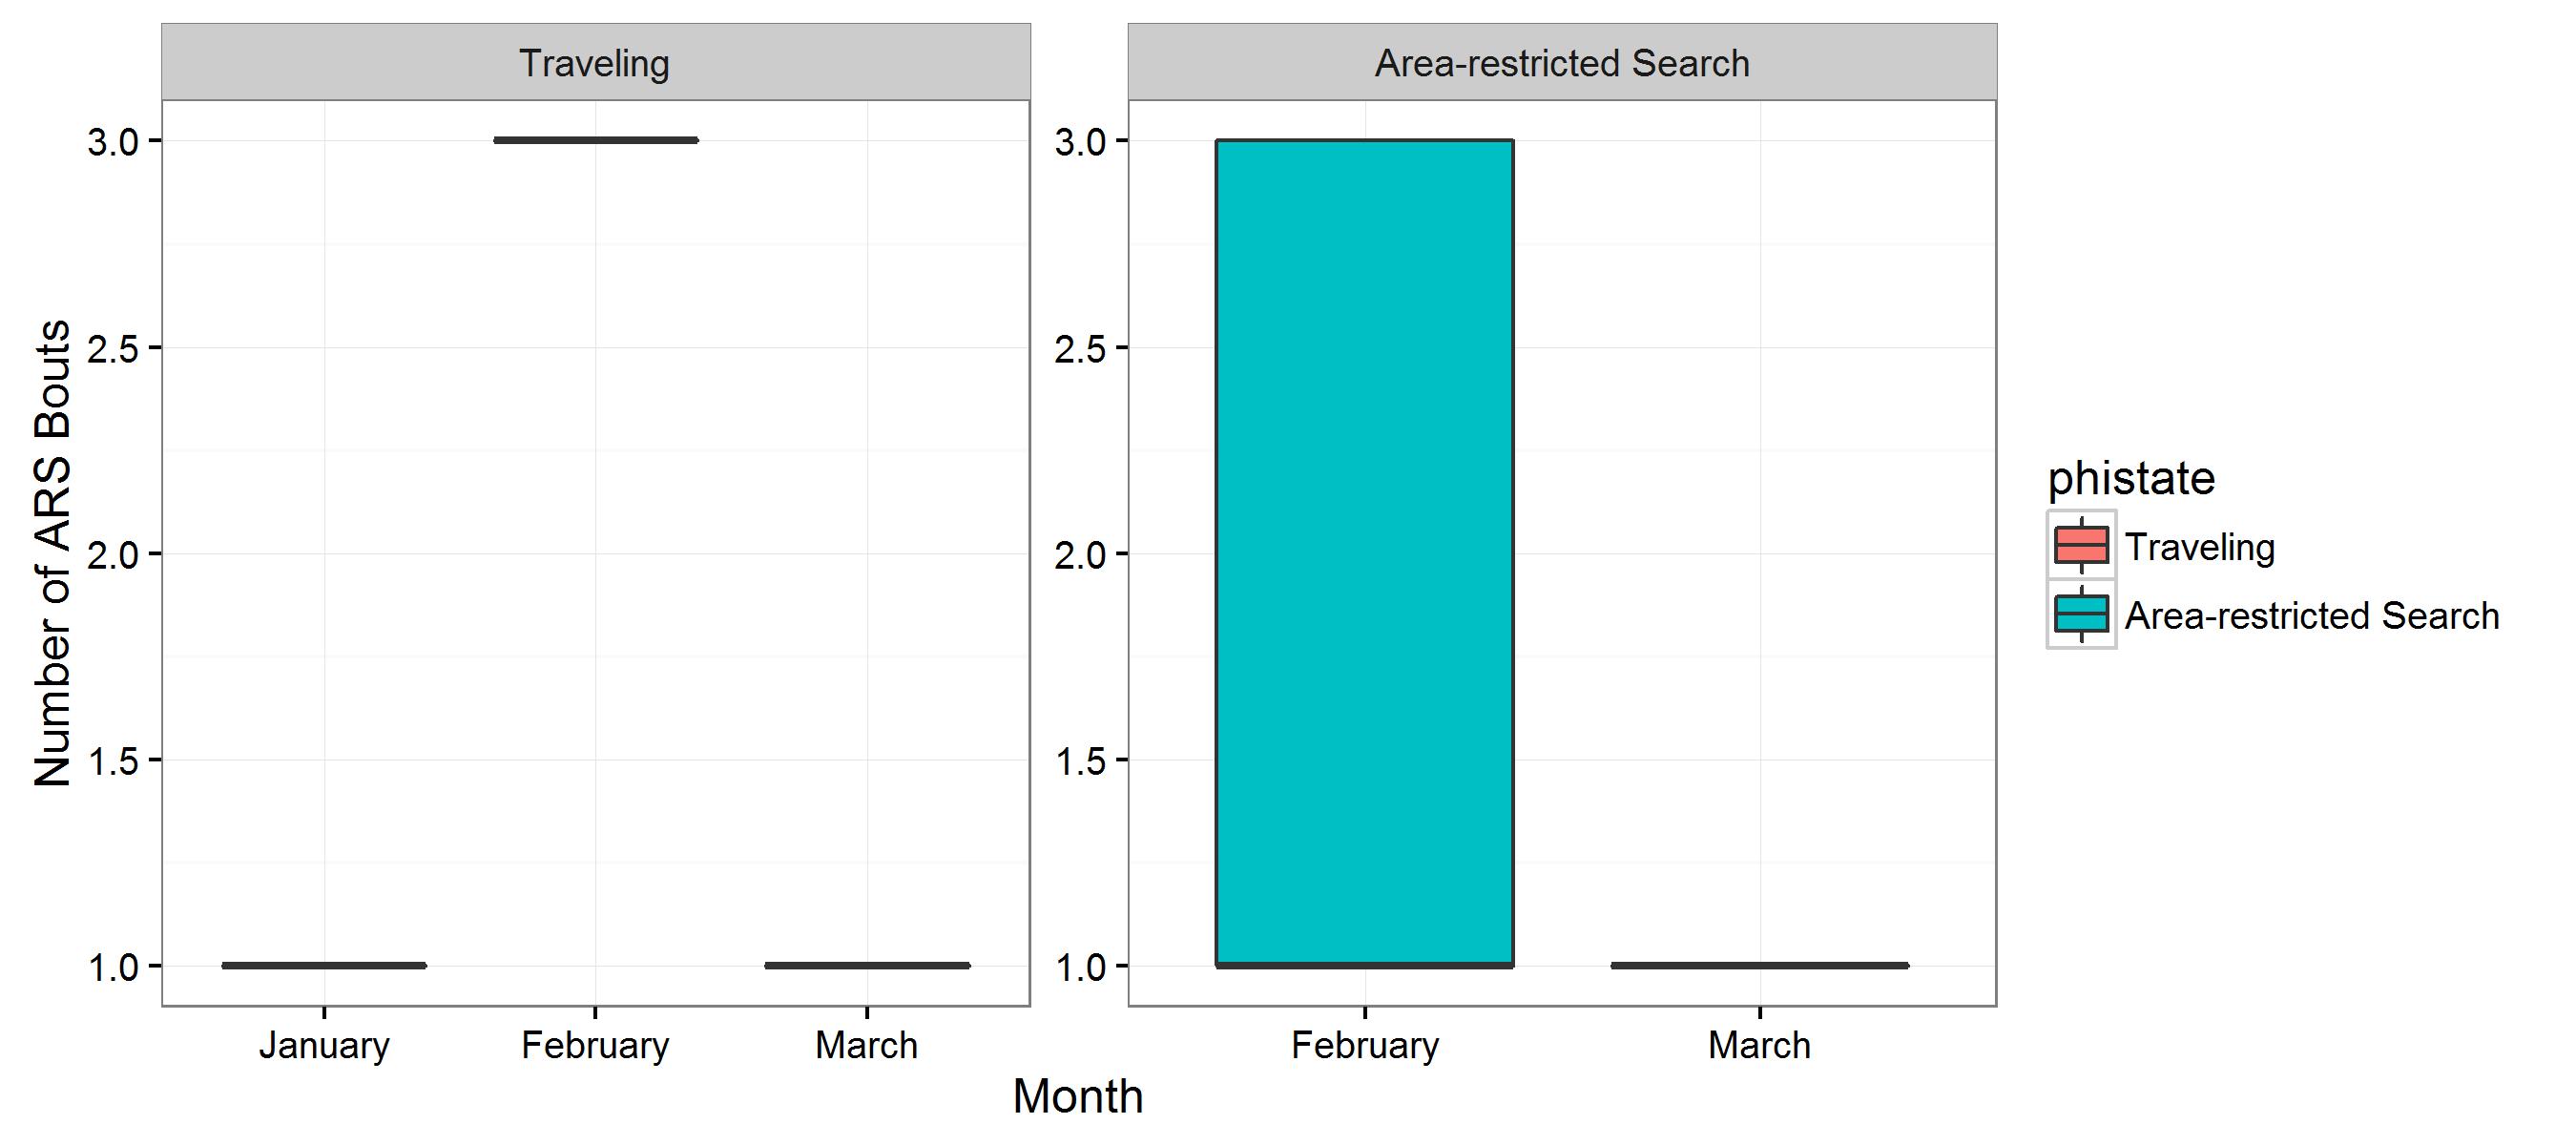 Traveling
Area-restricted Search
Number of ARS Bouts
3.0
2.5
2.0
1.5
1.0
3.0
2.5
2.0
1.5
1.0
January
February
March
February
March
Month
phistate
Traveling
Area-restricted Search